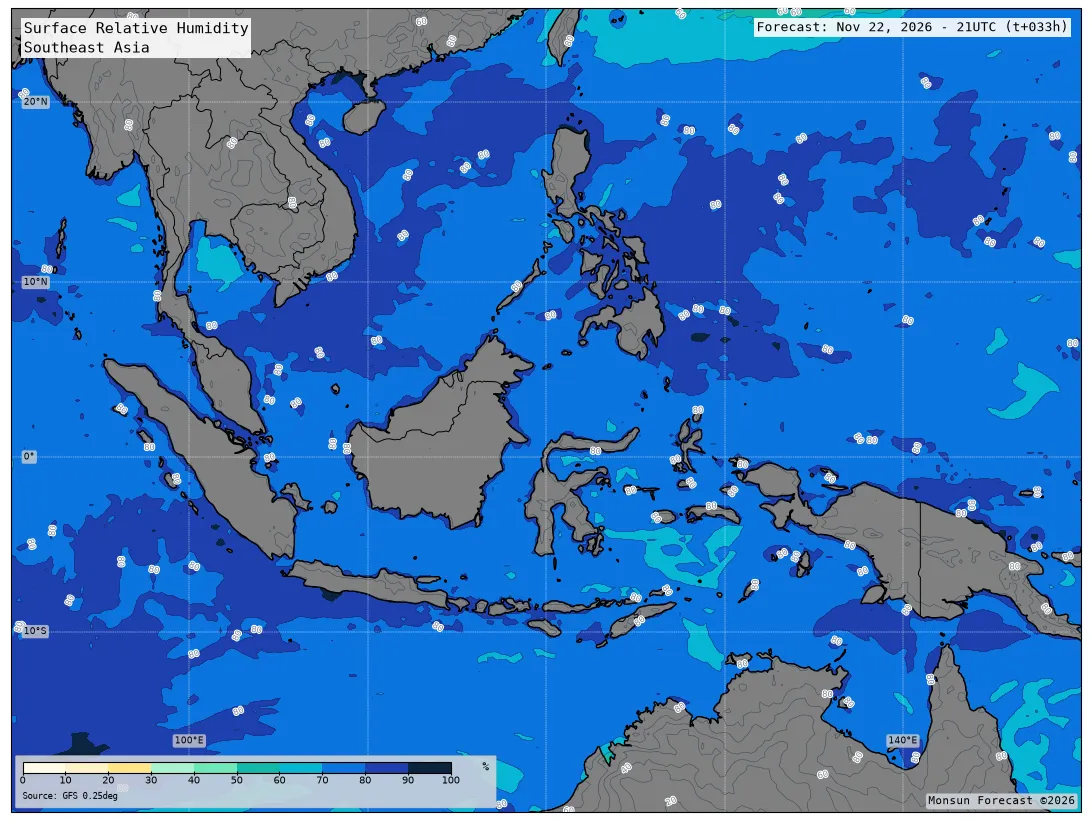 Surface Relative Humidity
Southeast Asia
Forecast: Nov 22, 2026 - 21UTC (t+033h)
20°N
10°N
0°
10°S
100°E
140°E
%
0 10 20 30 40 50 60 70 80 90 100
Source: GFS 0.25deg
Monsun Forecast ©2026